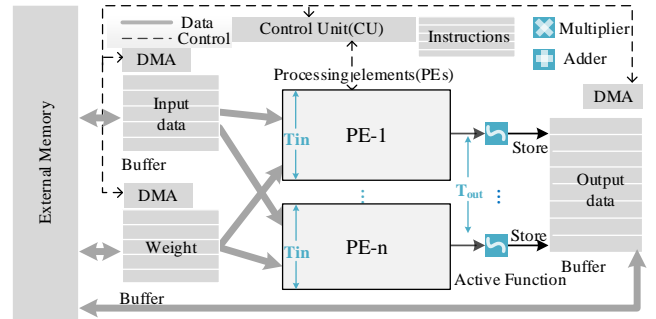 Data
Control
Control Unit(CU)
Instructions
Multiplier
Adder
DMA
Processing elements(PEs)
DMA
Input
data
Buffer
External Memory
Tin
PE-1
Store
Tout
DMA
Weight
Buffer
Tin
PE-n
Store
Active Function
Output
data
Buffer